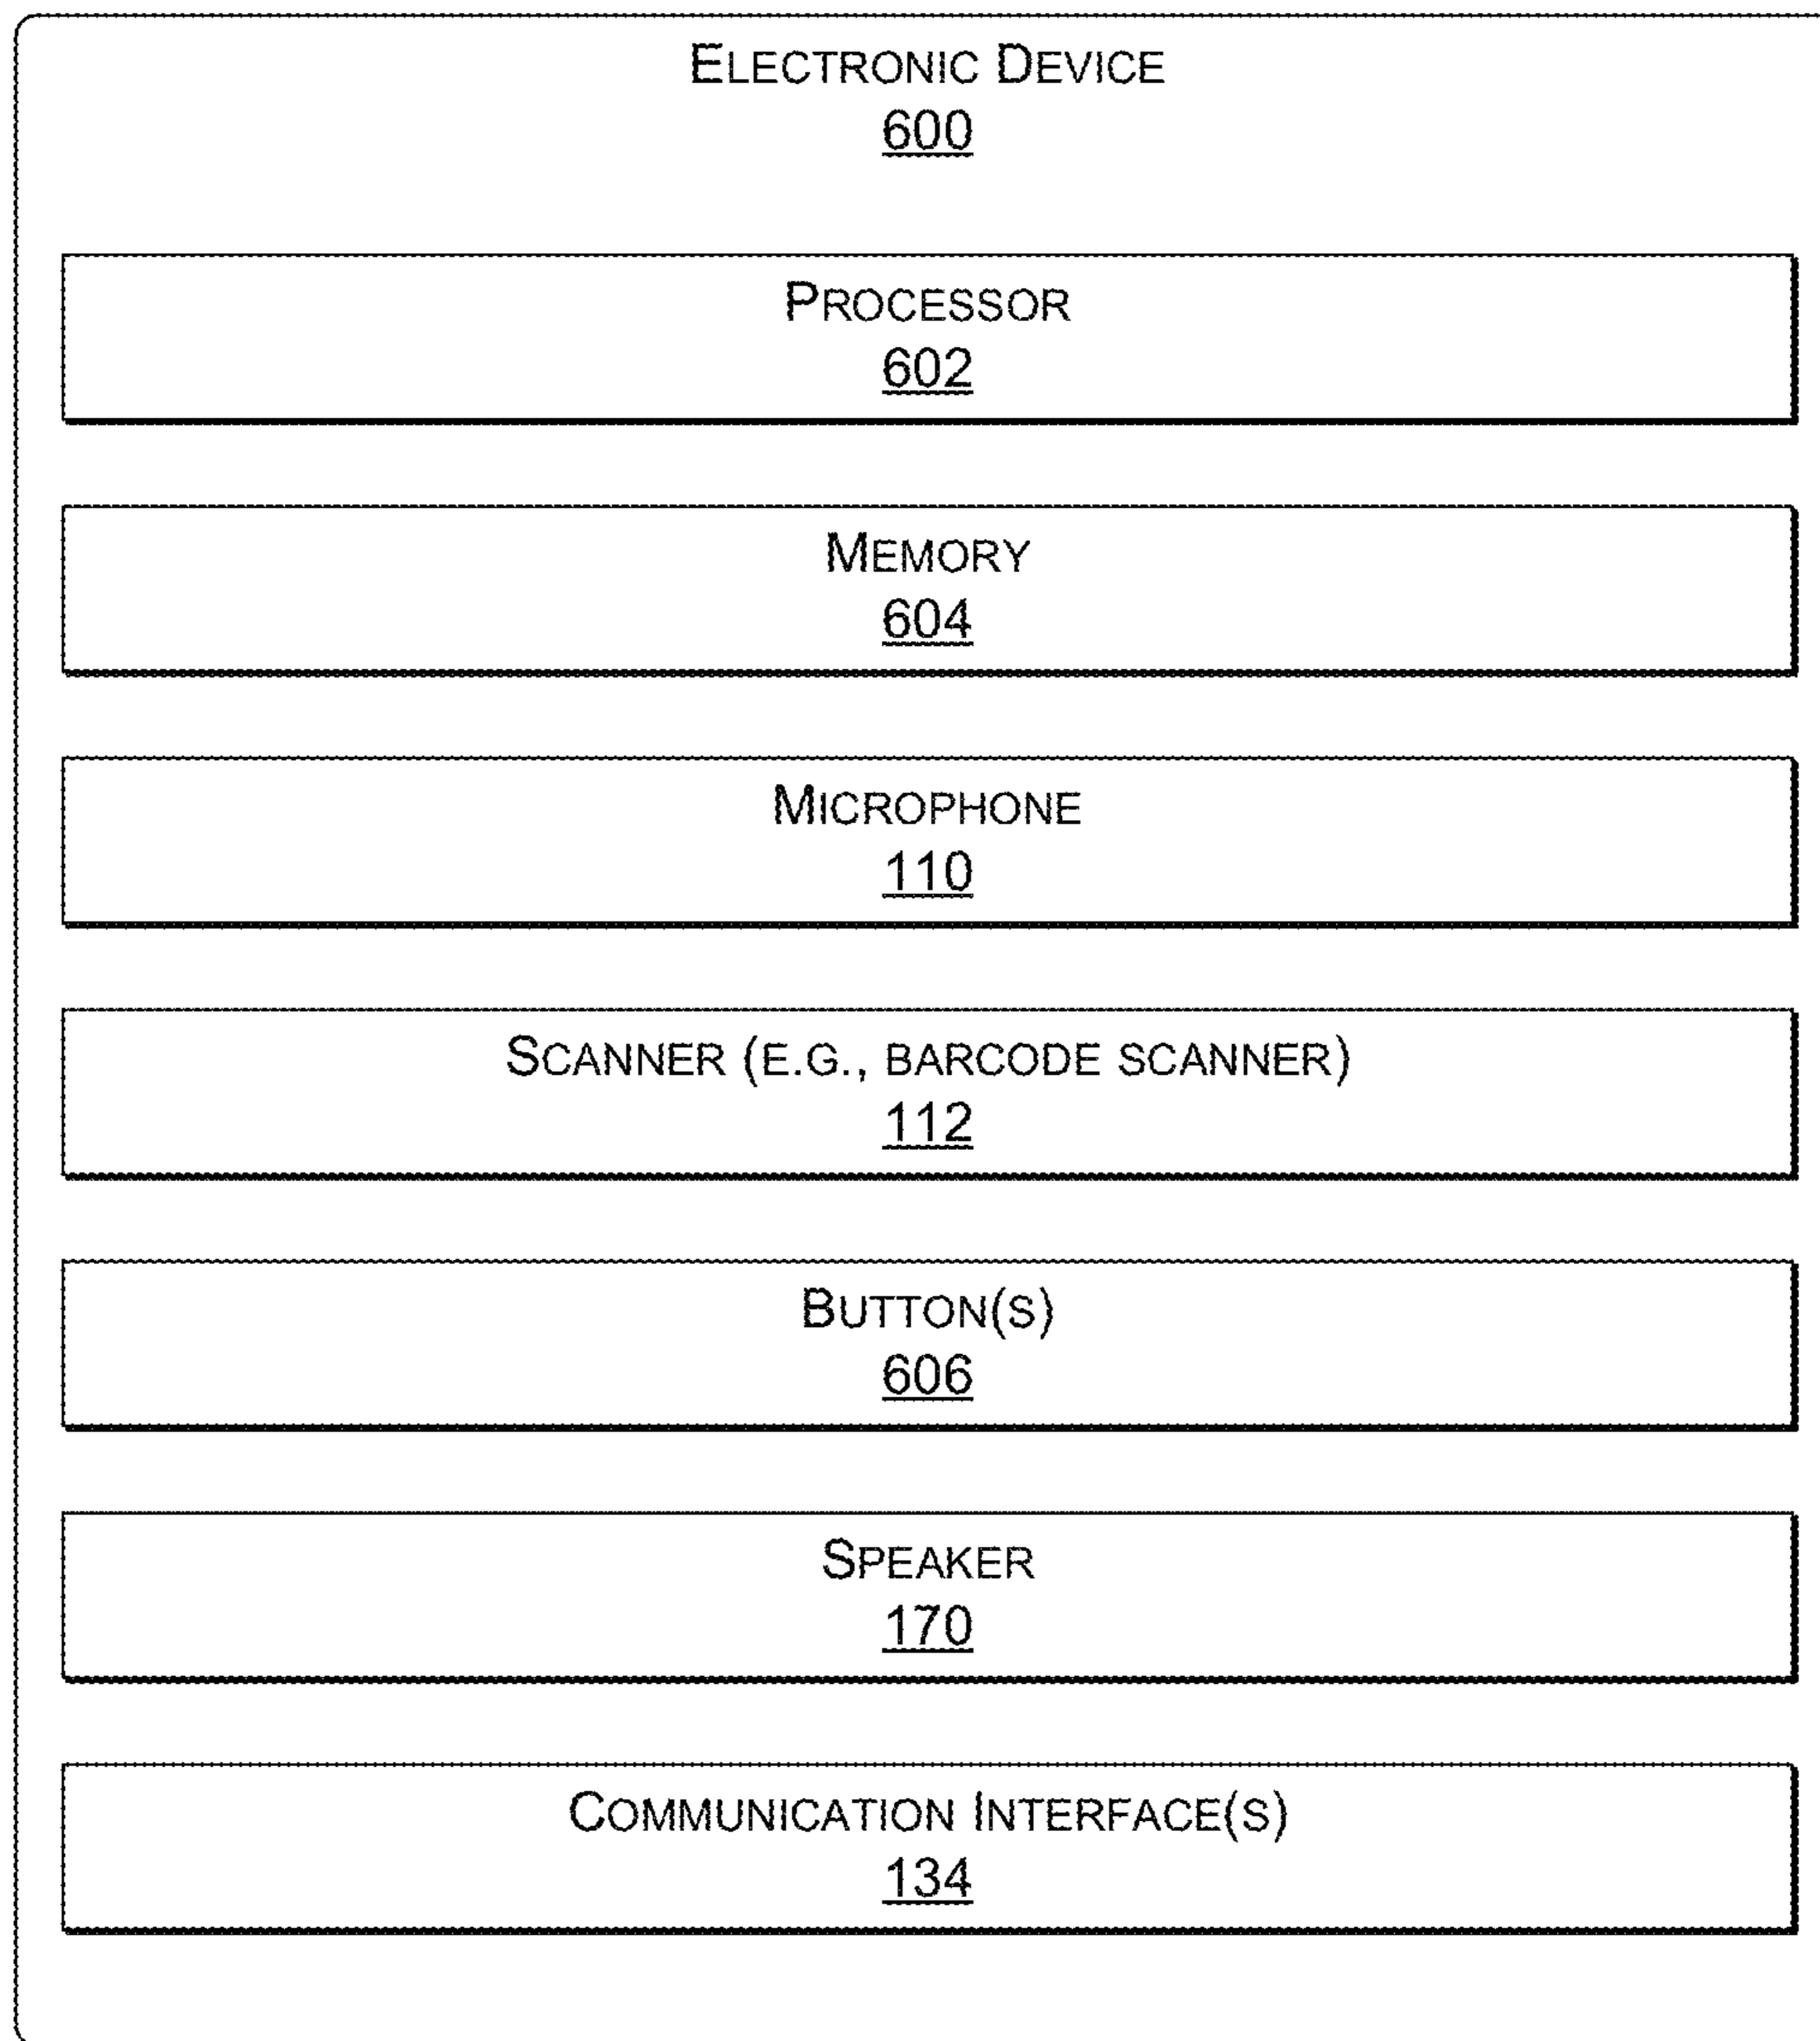 ELECTRONIC DEVICE
600
PROCESSOR
602
MEMORY
604
MICROPHONE
110
SCANNER (E.G., BARCODE SCANNER)
112
BUTTON(S)
606
SPEAKER
170
COMMUNICATION INTERFACE(S)
134